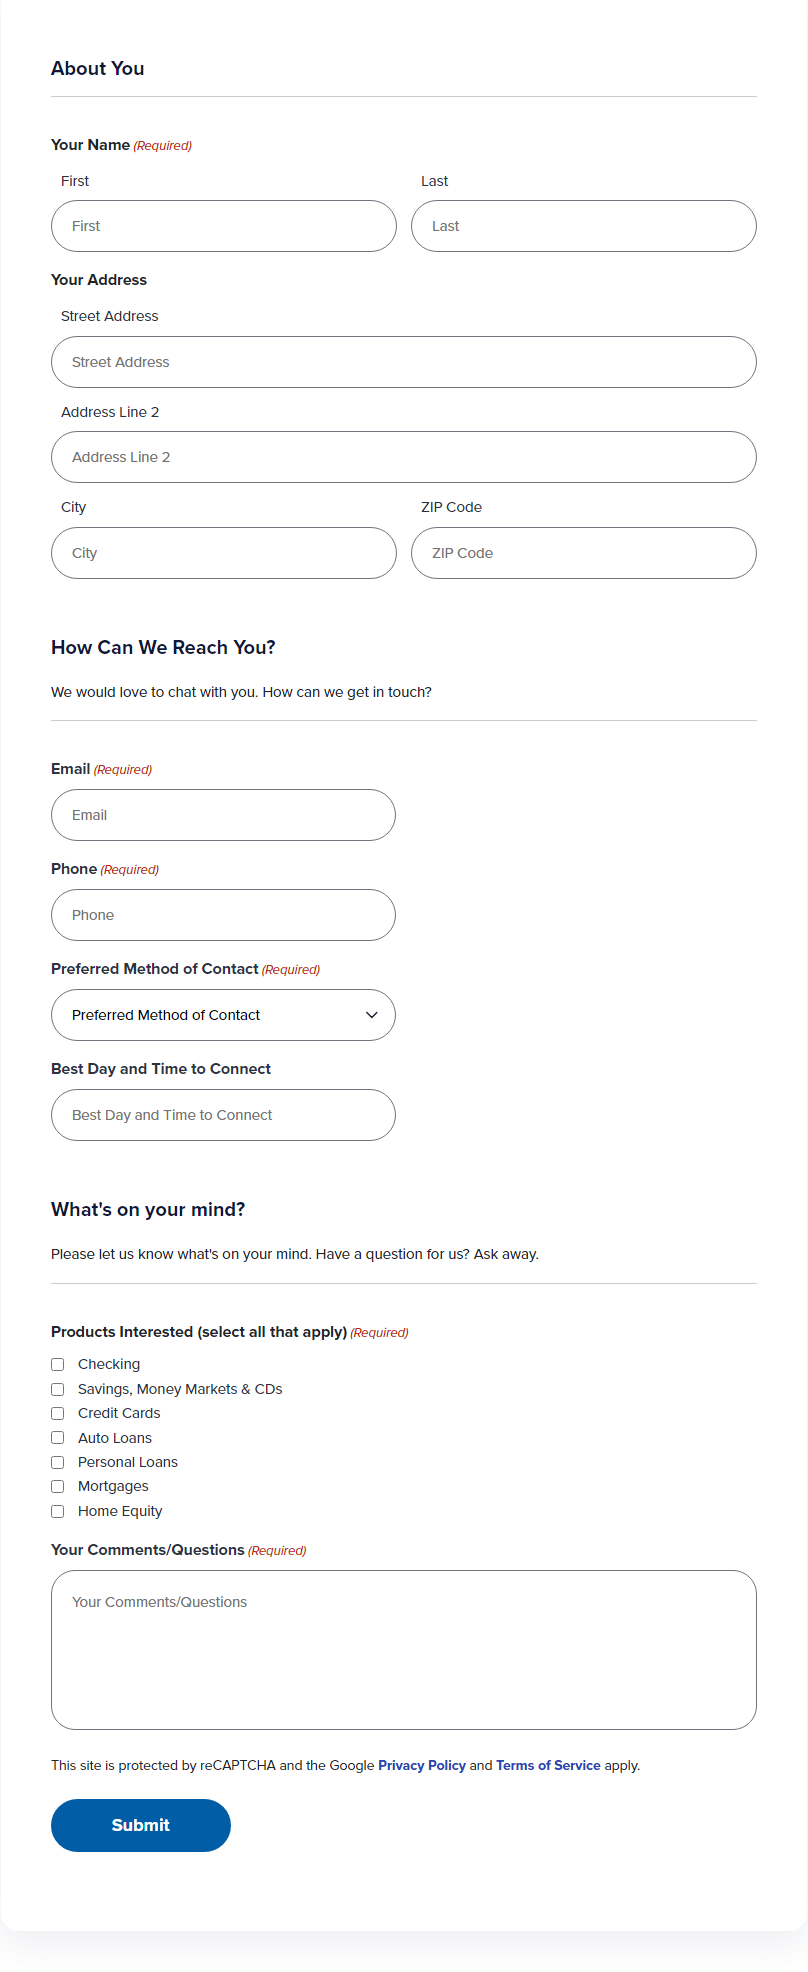 About You
Your Name (Required)
First Last
First Last
Your Address
Street Address
Street Address
Address Line 2
Address Line 2
City ZIP Code
City ZIP Code
How Can We Reach You?
We would love to chat with you. How can we get in touch?
Email (Required)
Email
Phone (Required)
Phone
Preferred Method of Contact (Required)
Preferred Method of Contact
Best Day and Time to Connect
Best Day and Time to Connect
What's on your mind?
Please let us know what's on your mind. Have a question for us? Ask away.
Products Interested (select all that apply) (Required)
Checking
Savings, Money Markets & CDs
Credit Cards
Auto Loans
Personal Loans
Mortgages
Home Equity
Your Comments/Questions (Required)
Your Comments/Questions
This site is protected by reCAPTCHA and the Google Privacy Policy and Terms of Service apply.
Submit